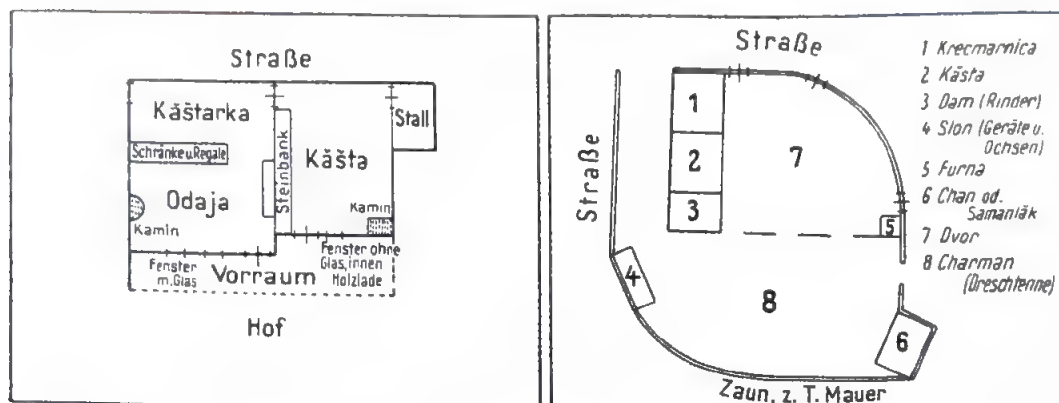 Straße
Kăštarka
Stall
Schränke u. Regale
Steinbank
Kăšta
Odaja
Kamin
Kamin
Fenster
m. Glas
Vorraum
Fenster ohne
Glas, innen
Holzlade
Hof
Straße
Straße
1
2
3
4
5
6
7
8
Zaun, z. T. Mauer
1 Krecmarnica
2 Kăsta
3 Dam (Rinder)
4 Slon (Geräte u.
Ochsen)
5 Furna
6 Chan od.
Samanlăk
7 Dvor
8 Charman
(Dreschtenne)